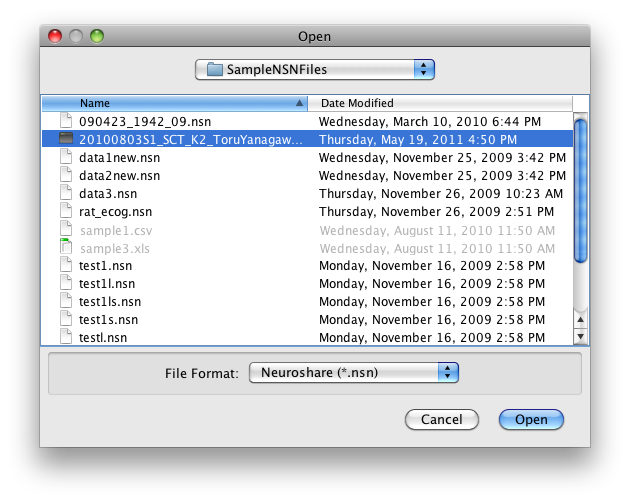 Open
SampleNSNFiles
Name Date Modified
090423_1942_09.nsn Wednesday, March 10, 2010 6:44 PM
20100803S1_SCT_K2_ToruYanagaw... Thursday, May 19, 2011 4:50 PM
data1new.nsn Wednesday, November 25, 2009 3:42 PM
data2new.nsn Wednesday, November 25, 2009 3:42 PM
data3.nsn Thursday, November 26, 2009 10:23 AM
rat_ecog.nsn Thursday, November 26, 2009 2:51 PM
sample1.csv Wednesday, August 11, 2010 11:50 AM
sample3.xls Wednesday, August 11, 2010 11:50 AM
test1.nsn Monday, November 16, 2009 2:58 PM
test1l.nsn Monday, November 16, 2009 2:58 PM
test1ls.nsn Monday, November 16, 2009 2:58 PM
test1s.nsn Monday, November 16, 2009 2:58 PM
testl.nsn Monday, November 16, 2009 2:58 PM
File Format: Neuroshare (*.nsn)
Cancel Open